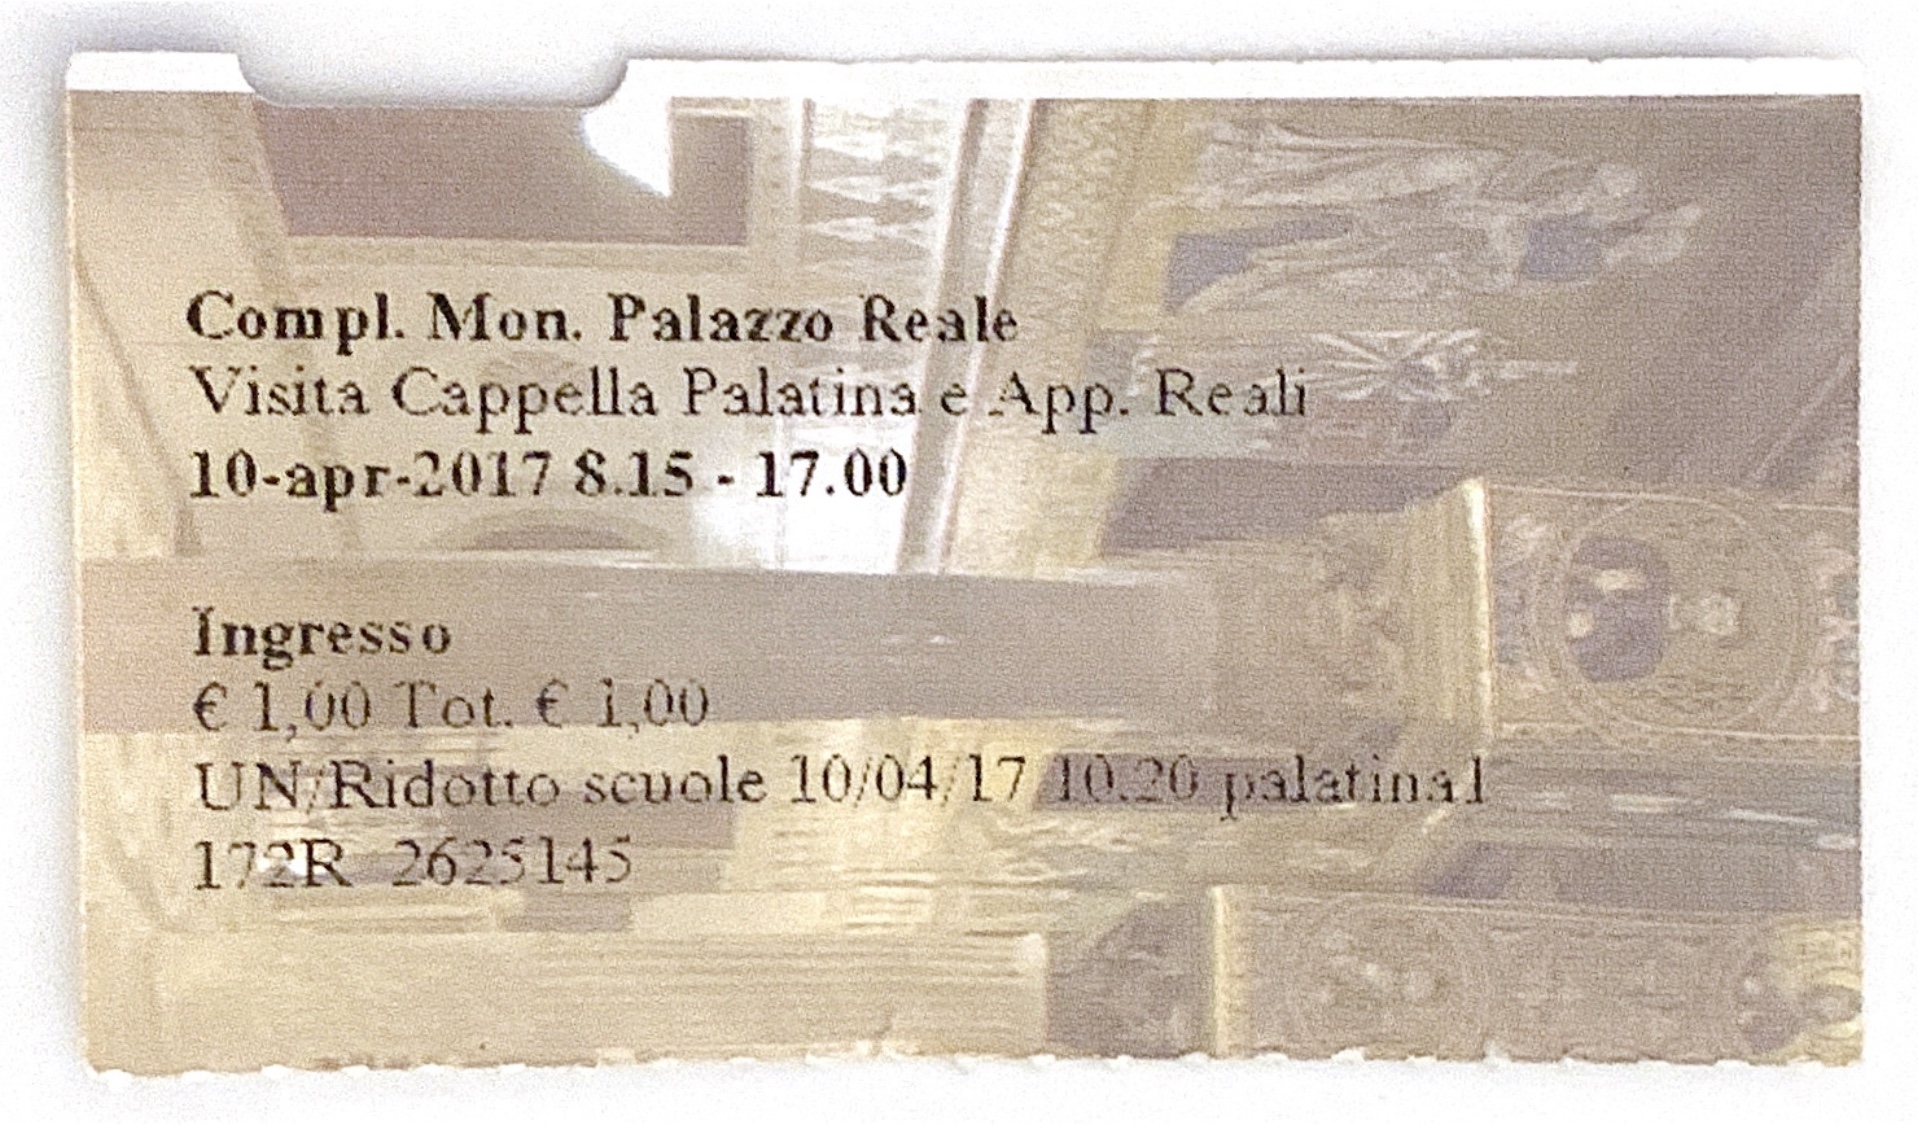 Compl. Mon. Palazzo Reale
Visita Cappella Palatina e App. Reali
10-apr-2017 8.15 - 17.00
Ingresso
€ 1,00 Tot. € 1,00
UN/Ridotto scuole 10/04/17 10.20 palatina1
172R 2625145